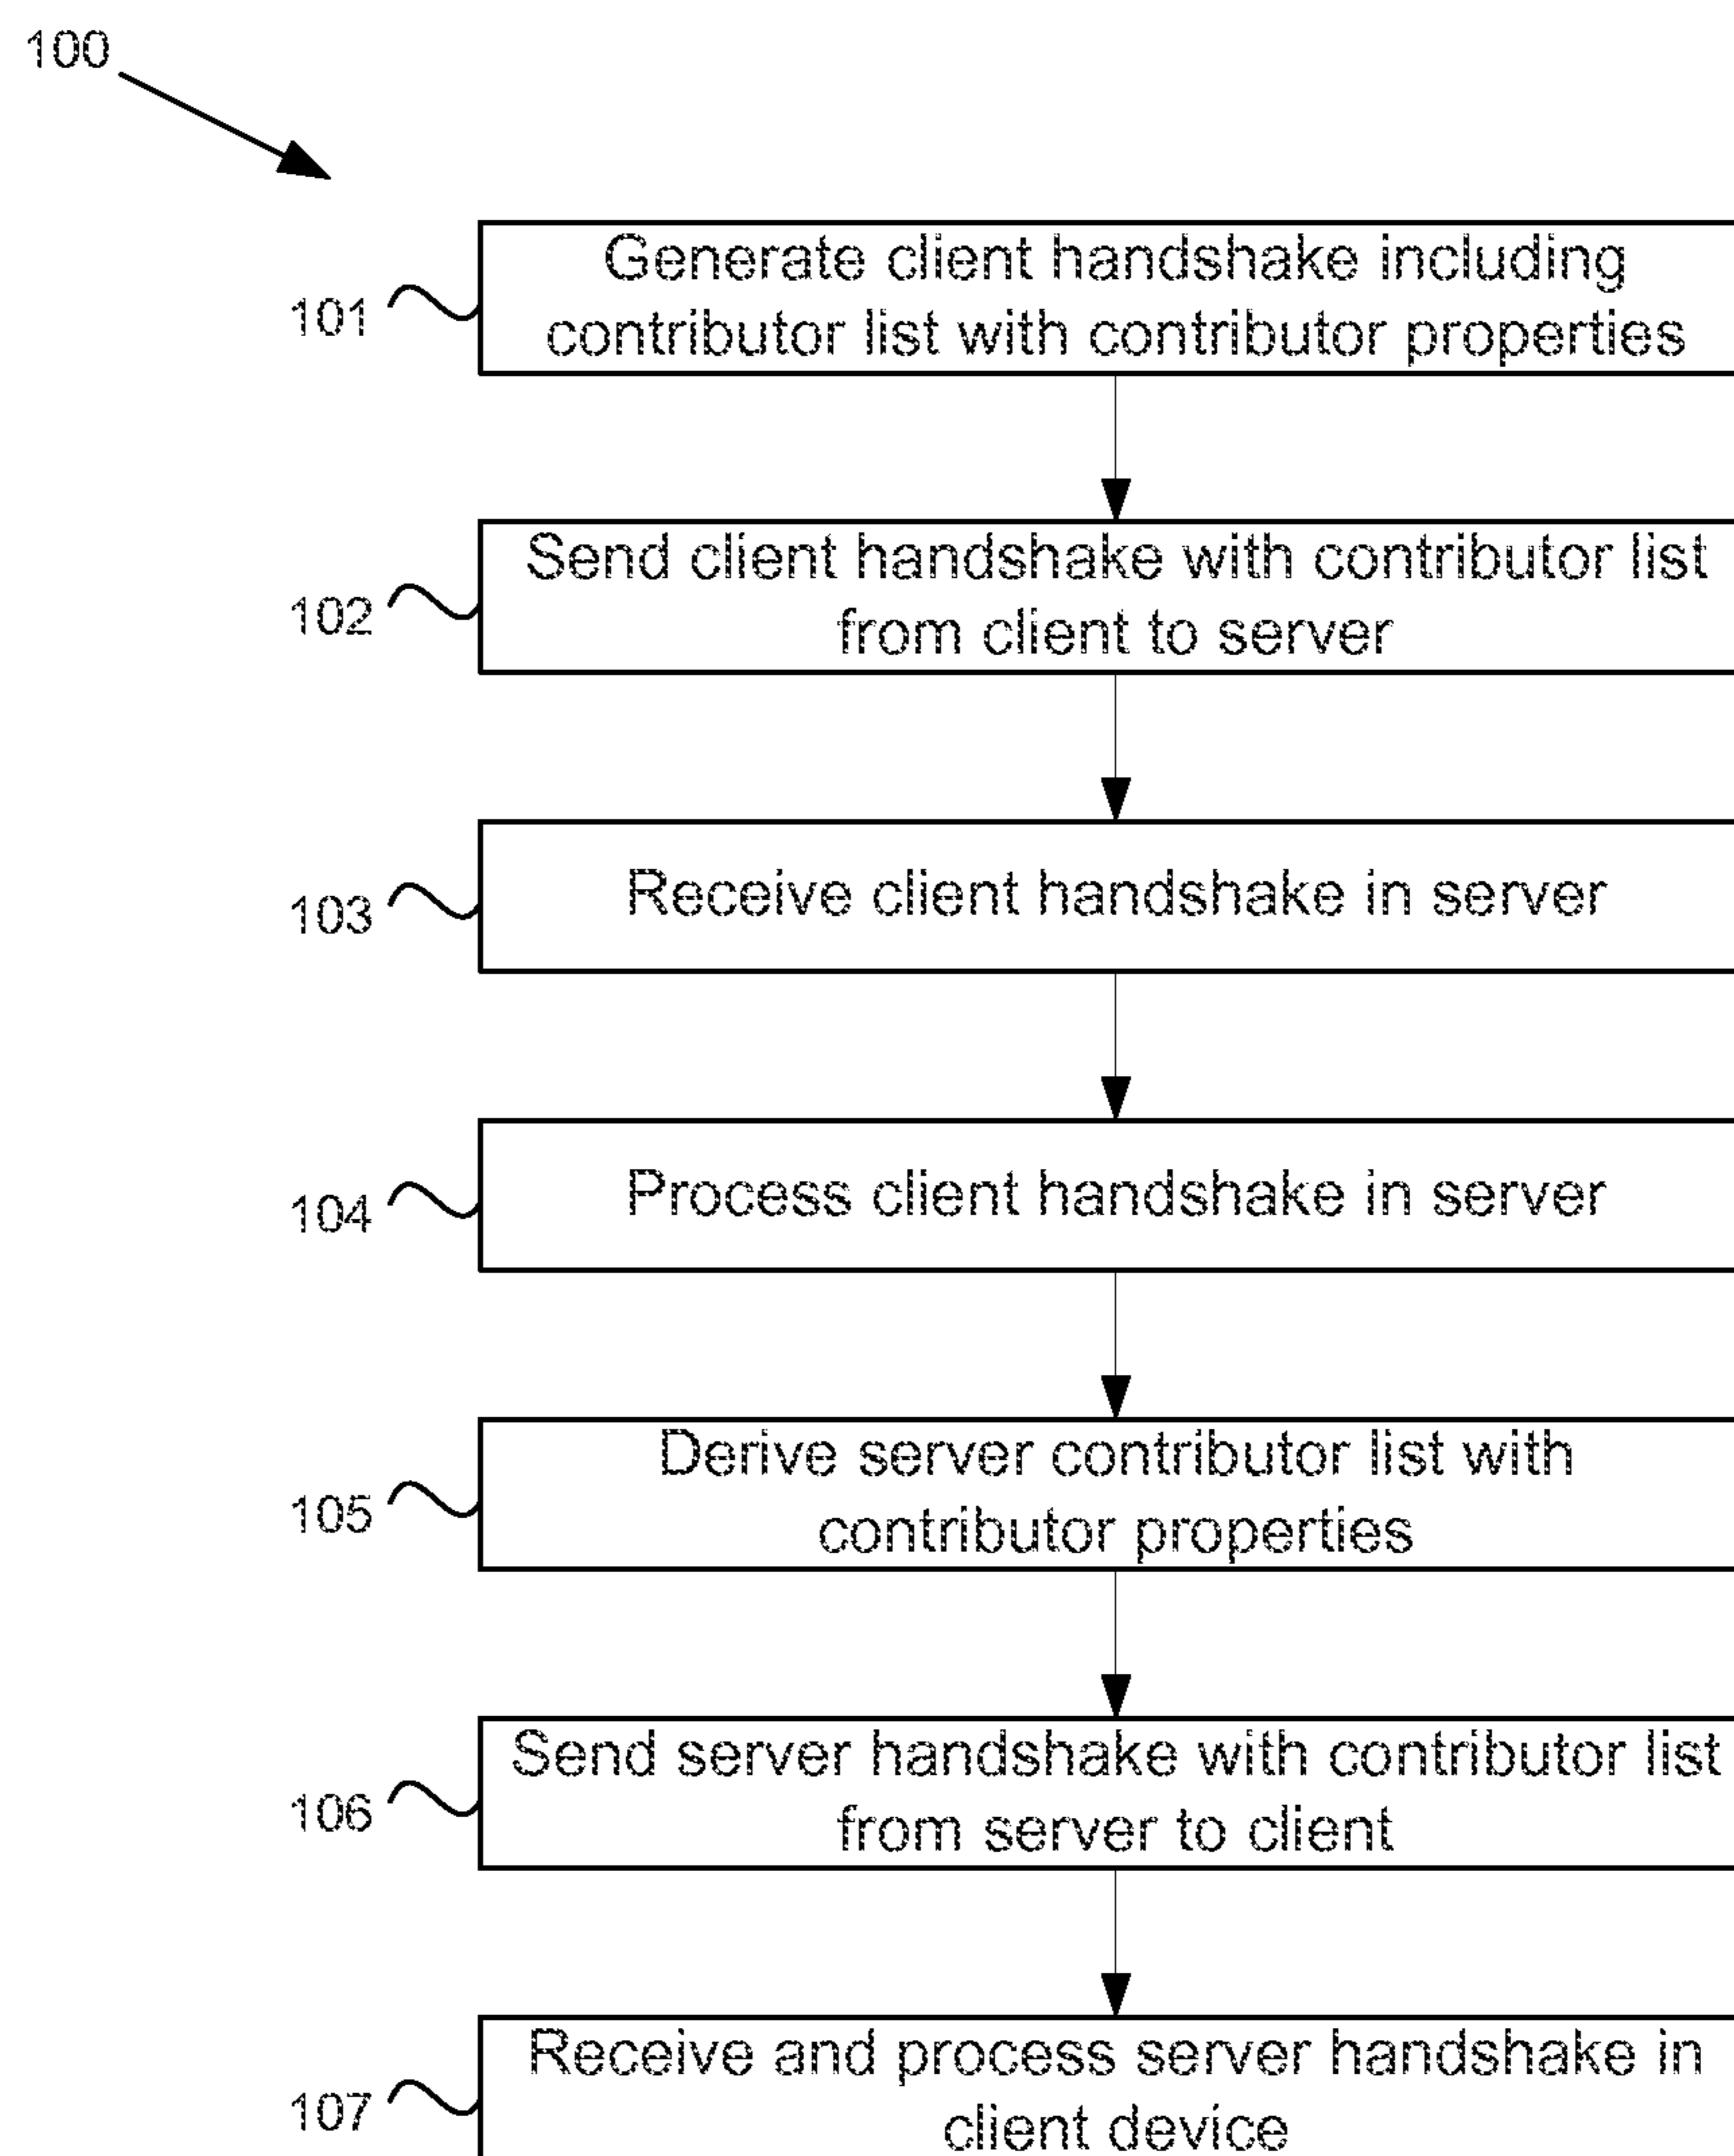 100
Generate client handshake including
contributor list with contributor properties
101
Send client handshake with contributor list
from client to server
102
Receive client handshake in server
103
Process client handshake in server
104
Derive server contributor list with
contributor properties
105
Send server handshake with contributor list
from server to client
106
Receive and process server handshake in
client device
107